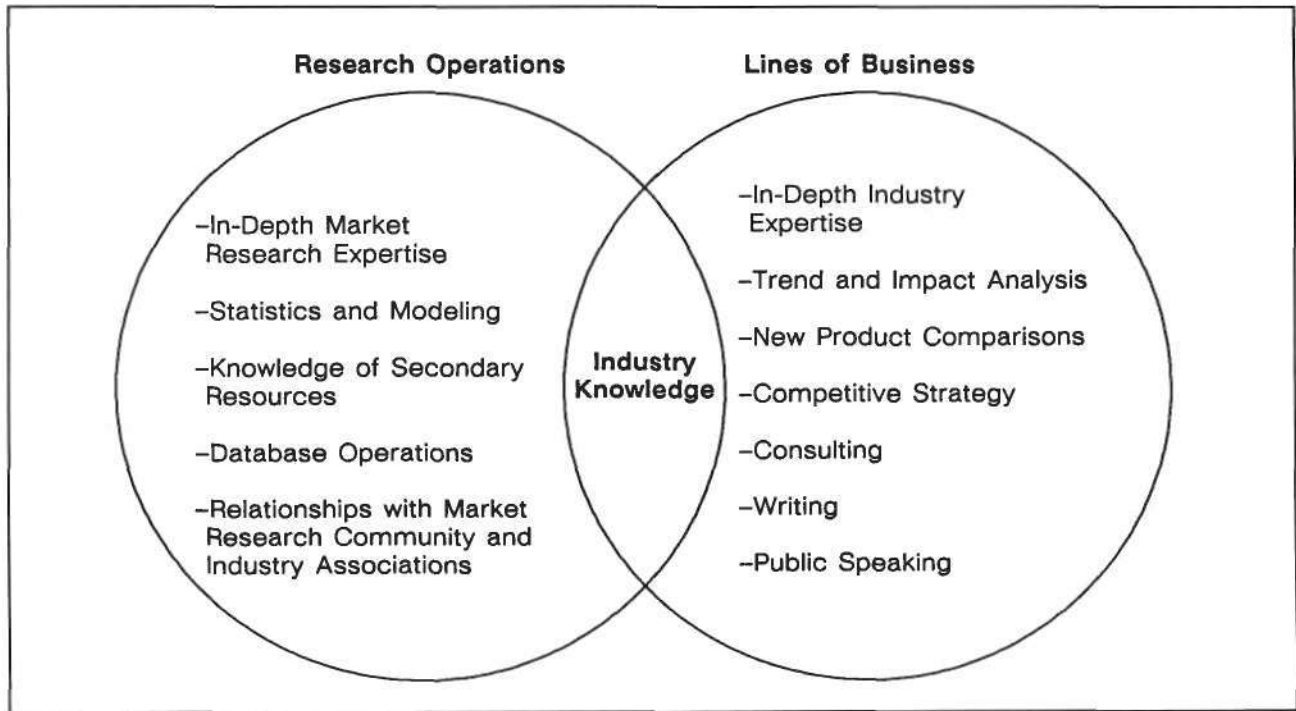 Research Operations
Lines of Business
–In-Depth Market
Research Expertise
–Statistics and Modeling
–Knowledge of Secondary
Resources
–Database Operations
–Relationships with Market
Research Community and
Industry Associations
Industry
Knowledge
–In-Depth Industry
Expertise
–Trend and Impact Analysis
–New Product Comparisons
–Competitive Strategy
–Consulting
–Writing
–Public Speaking